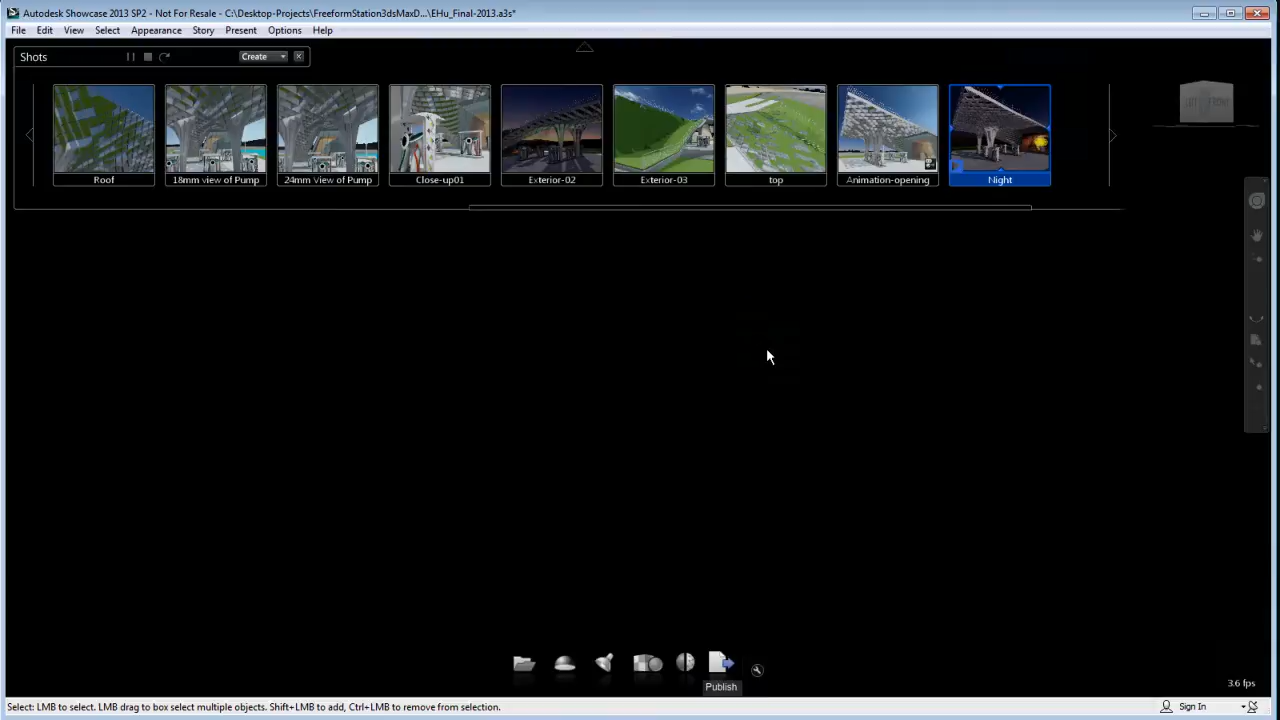 Autodesk Showcase 2013 SP2 - Not For Resale - C:\Desktop-Projects\FreeformStation3dsMaxD...\EHu_Final-2013.a3s*
File Edit View Select Appearance Story Present Options Help
Shots Create
Roof 18mm view of Pump 24mm View of Pump Close-up01 Exterior-02 Exterior-03 top Animation-opening Night
Publish
3.6 fps
Select: LMB to select. LMB drag to box select multiple objects. Shift+LMB to add, Ctrl+LMB to remove from selection.
Sign In